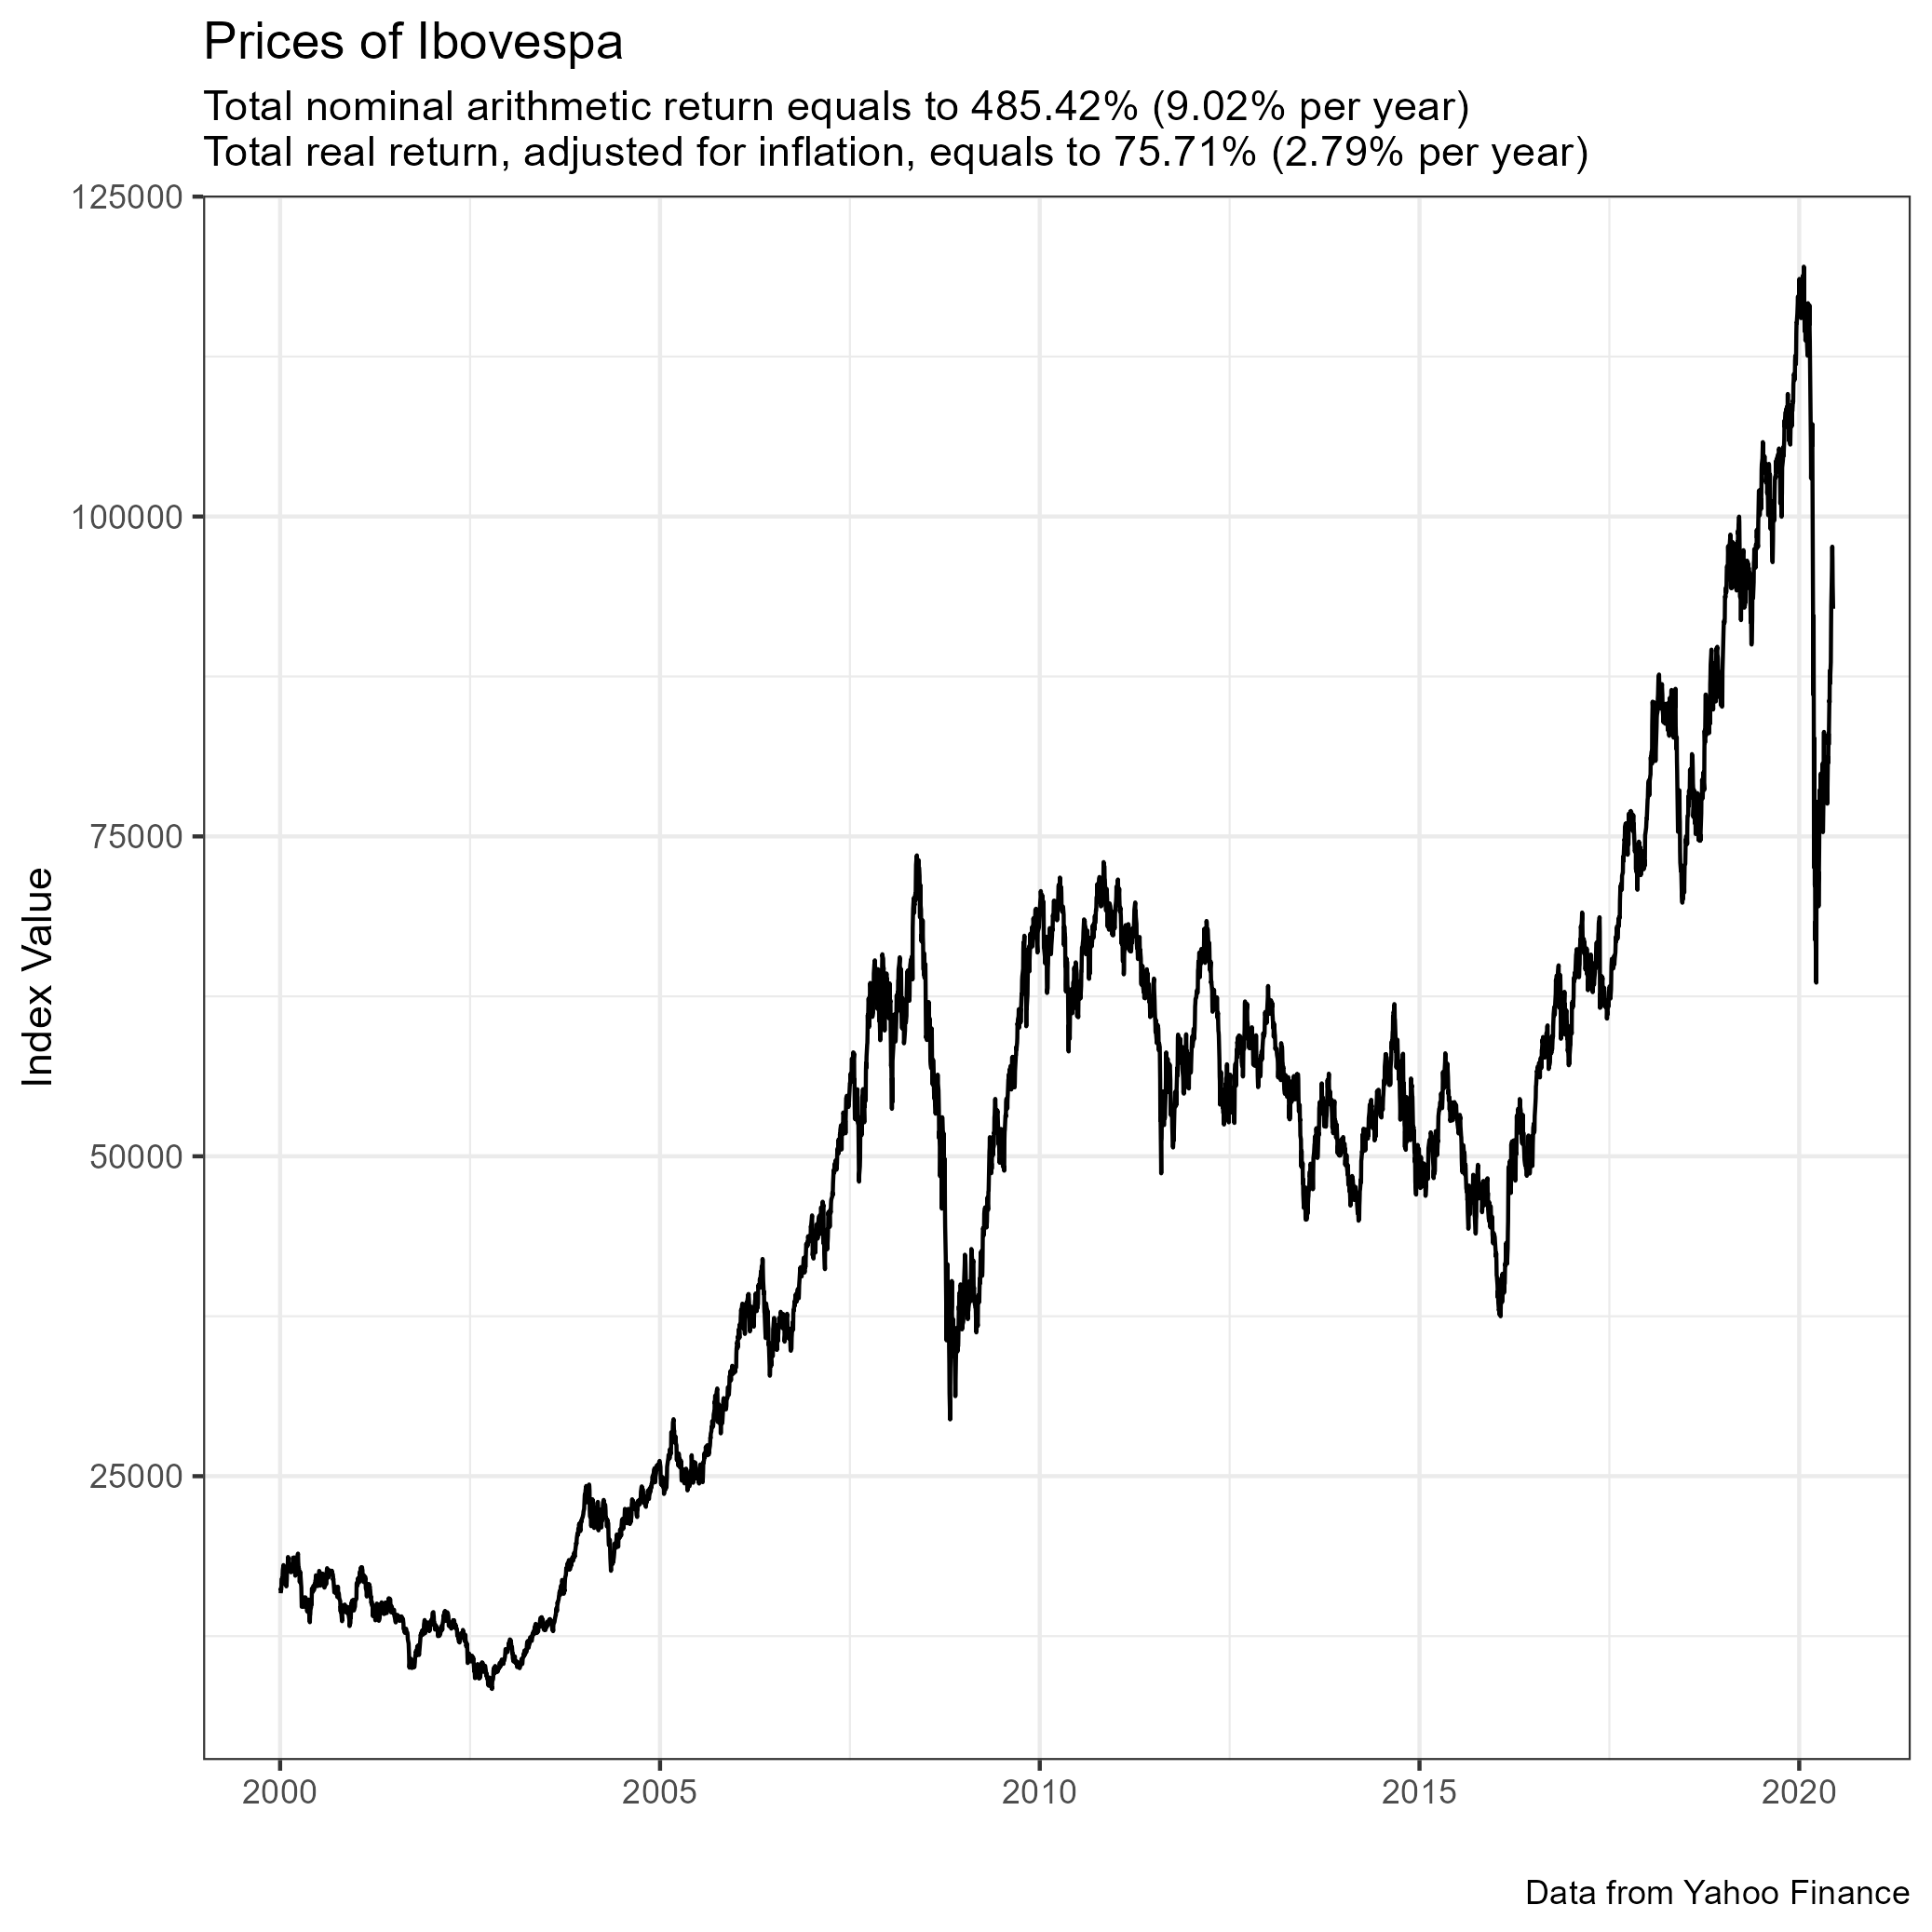 Prices of Ibovespa
Total nominal arithmetic return equals to 485.42% (9.02% per year)
Total real return, adjusted for inflation, equals to 75.71% (2.79% per year)
125000
100000
75000
50000
25000
Index Value
2000 2005 2010 2015 2020
Data from Yahoo Finance